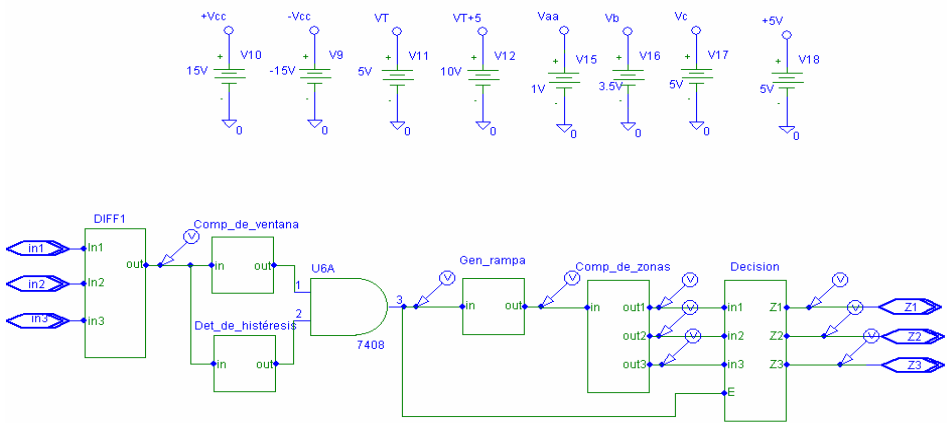 +Vcc -Vcc VT VT+5 Vaa Vb Vc +5V
V10 V9 V11 V12 V15 V16 V17 V18
15V -15V 5V 10V 1V 3.5V 5V 5V
+ + + + + + + +
- - - - - - - -
0 0 0 0 0 0 0 0
DIFF1
Comp_de_ventana
in1 In1
in2 In2
in3 in3
out
V
in out
U6A
1
2
3
7408
Det_de_histéresis
in out
V
Gen_rampa
in out
V
Comp_de_zonas
in
out1 V
out2 V
out3 V
Decision
in1 Z1 V Z1
in2 Z2 V Z2
in3 Z3 V Z3
E